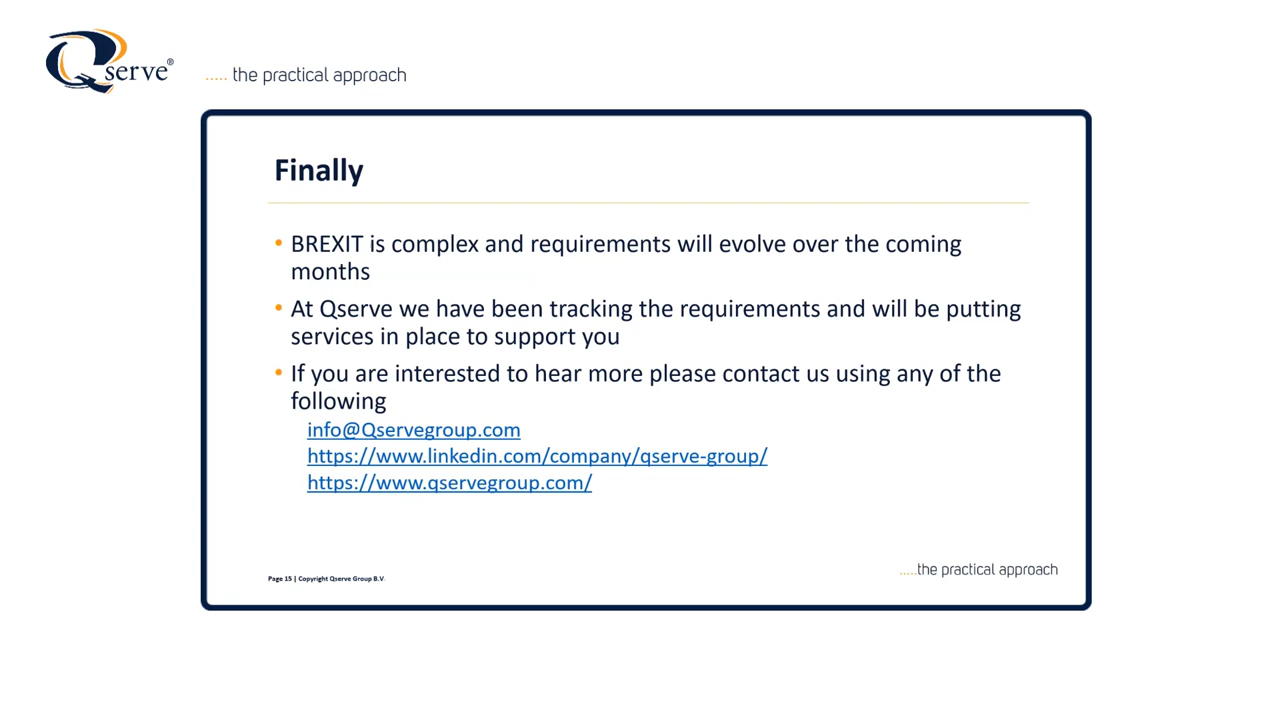 Qserve®
..... the practical approach
Finally
• BREXIT is complex and requirements will evolve over the coming
months
• At Qserve we have been tracking the requirements and will be putting
services in place to support you
• If you are interested to hear more please contact us using any of the
following
info@Qservegroup.com
https://www.linkedin.com/company/qserve-group/
https://www.qservegroup.com/
Page 15 | Copyright Qserve Group B.V.
.....the practical approach